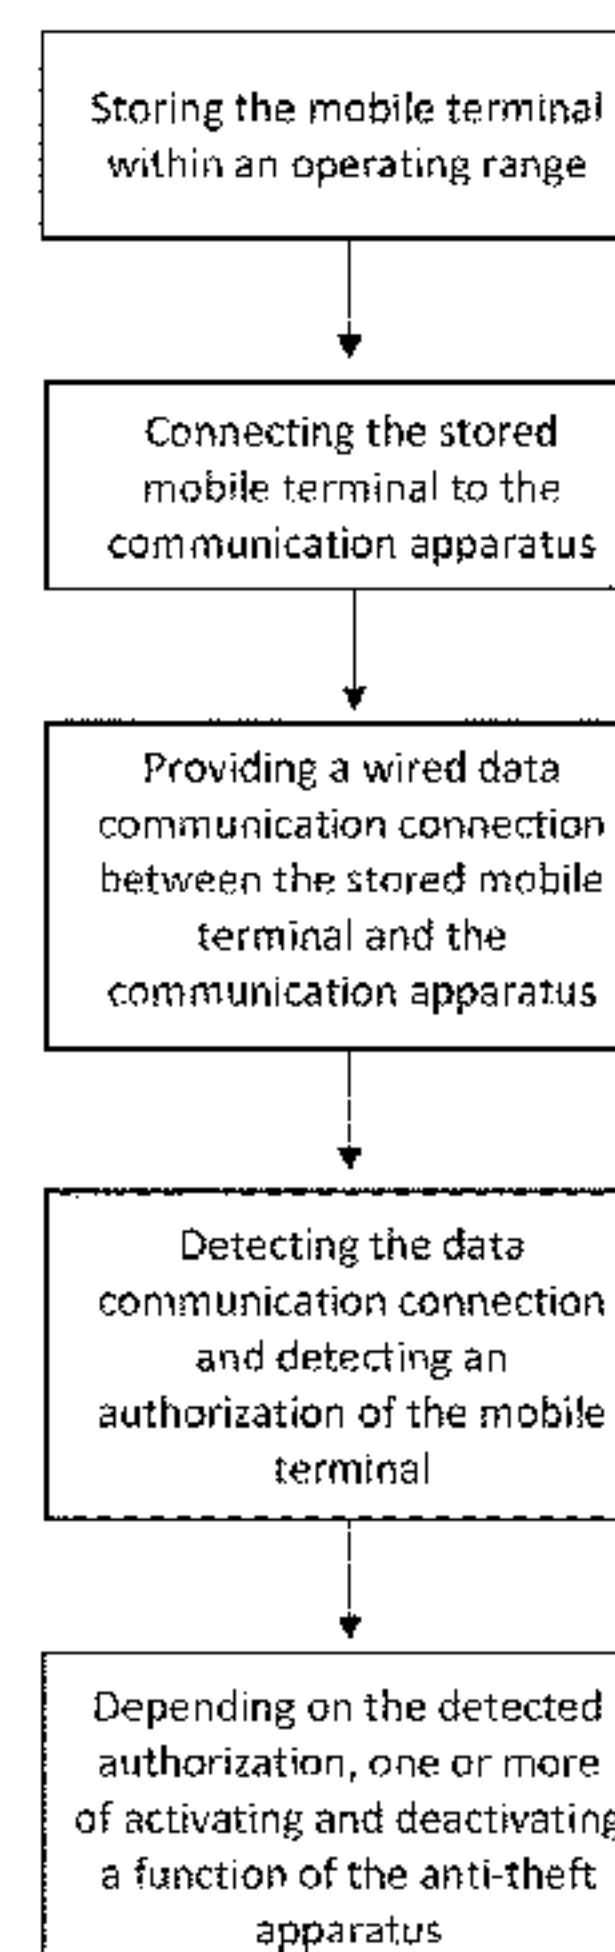 Storing the mobile terminal
within an operating range
Connecting the stored
mobile terminal to the
communication apparatus
Providing a wired data
communication connection
between the stored mobile
terminal and the
communication apparatus
Detecting the data
communication connection
and detecting an
authorization of the mobile
terminal
Depending on the detected
authorization, one or more
of activating and deactivating
a function of the anti-theft
apparatus